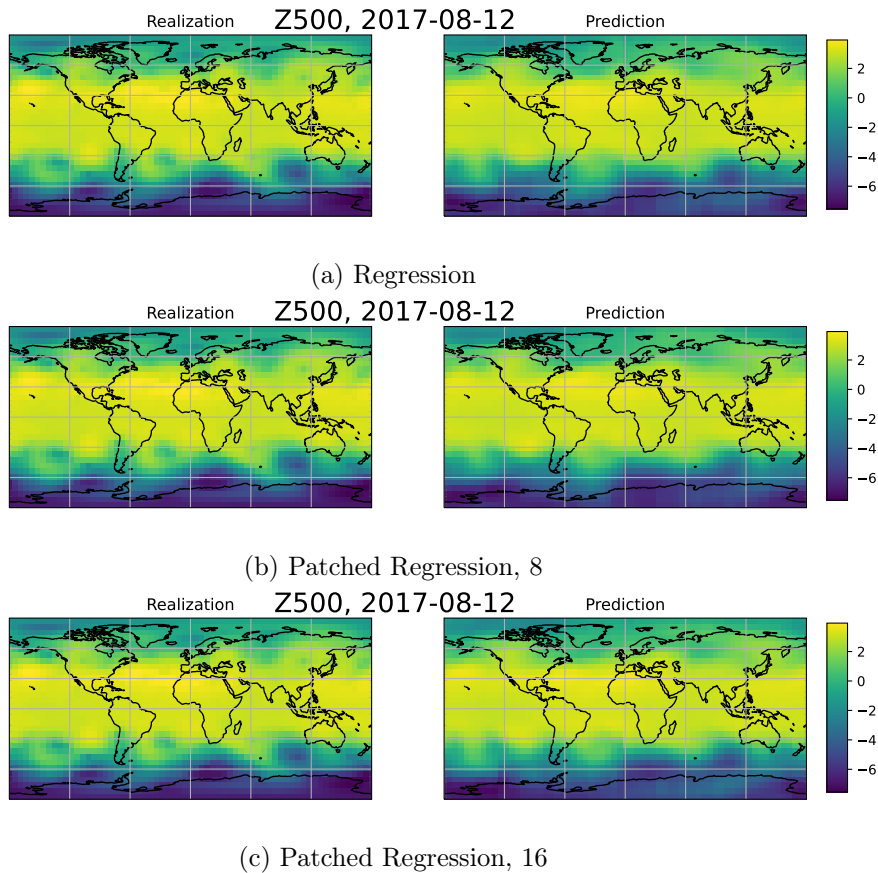 Z500, 2017-08-12
Realization
Prediction
2
0
−2
−4
−6
(a) Regression
Z500, 2017-08-12
Realization
Prediction
2
0
−2
−4
−6
(b) Patched Regression, 8
Z500, 2017-08-12
Realization
Prediction
2
0
−2
−4
−6
(c) Patched Regression, 16